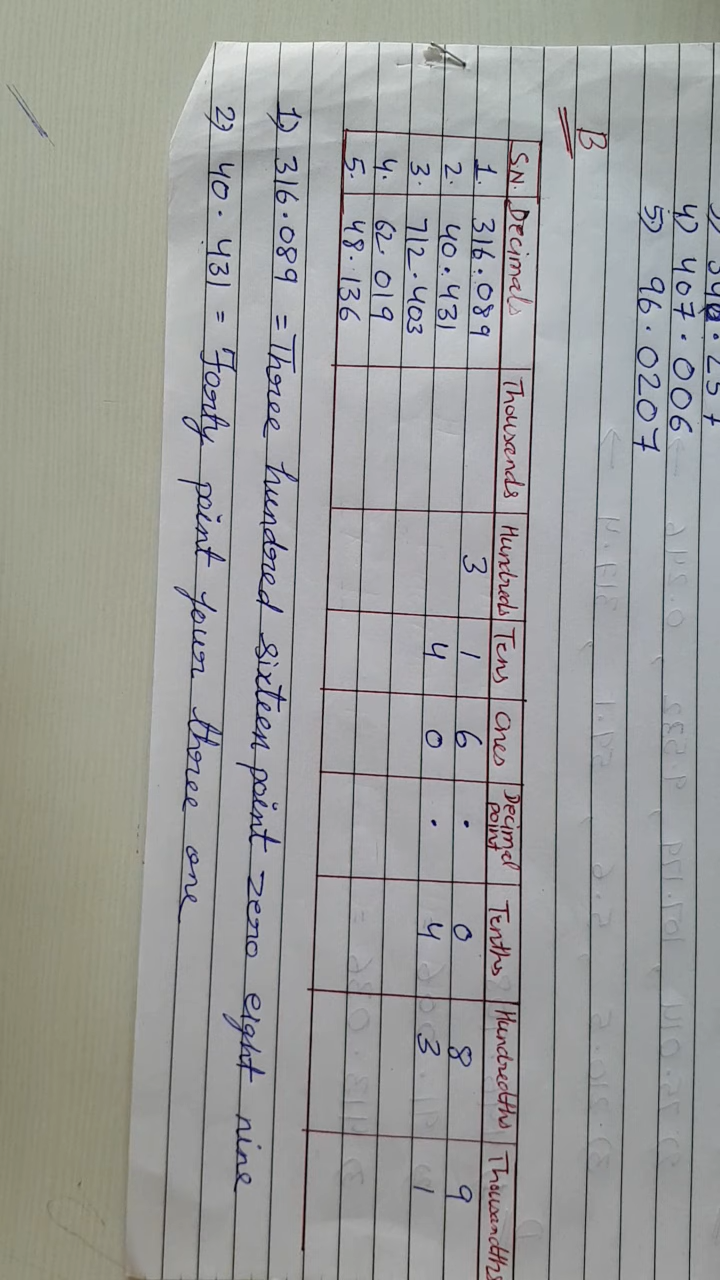 4) 407.006
5) 96.0207
B
S.N. Decimals Thousands Hundreds Tens Ones Decimal point Tenths Hundredths Thousandths
1. 316.089 3 1 6 . 0 8 9
2. 40.431 4 0 . 4 3 1
3. 712.403
4. 62.019
5. 48.136
1) 316.089 = Three hundred sixteen point zero eight nine
2) 40.431 = Forty point four three one